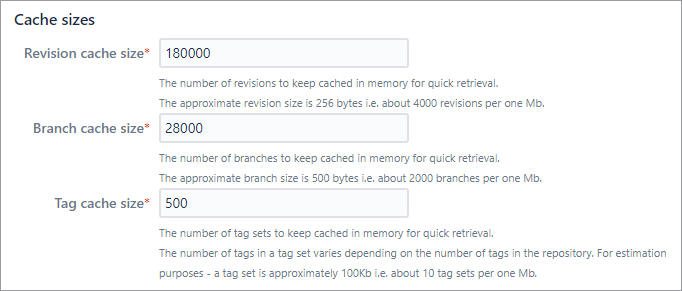 Cache sizes
Revision cache size* 180000
The number of revisions to keep cached in memory for quick retrieval.
The approximate revision size is 256 bytes i.e. about 4000 revisions per one Mb.
Branch cache size* 28000
The number of branches to keep cached in memory for quick retrieval.
The approximate branch size is 500 bytes i.e. about 2000 branches per one Mb.
Tag cache size* 500
The number of tag sets to keep cached in memory for quick retrieval.
The number of tags in a tag set varies depending on the number of tags in the repository. For estimation
purposes - a tag set is approximately 100Kb i.e. about 10 tag sets per one Mb.